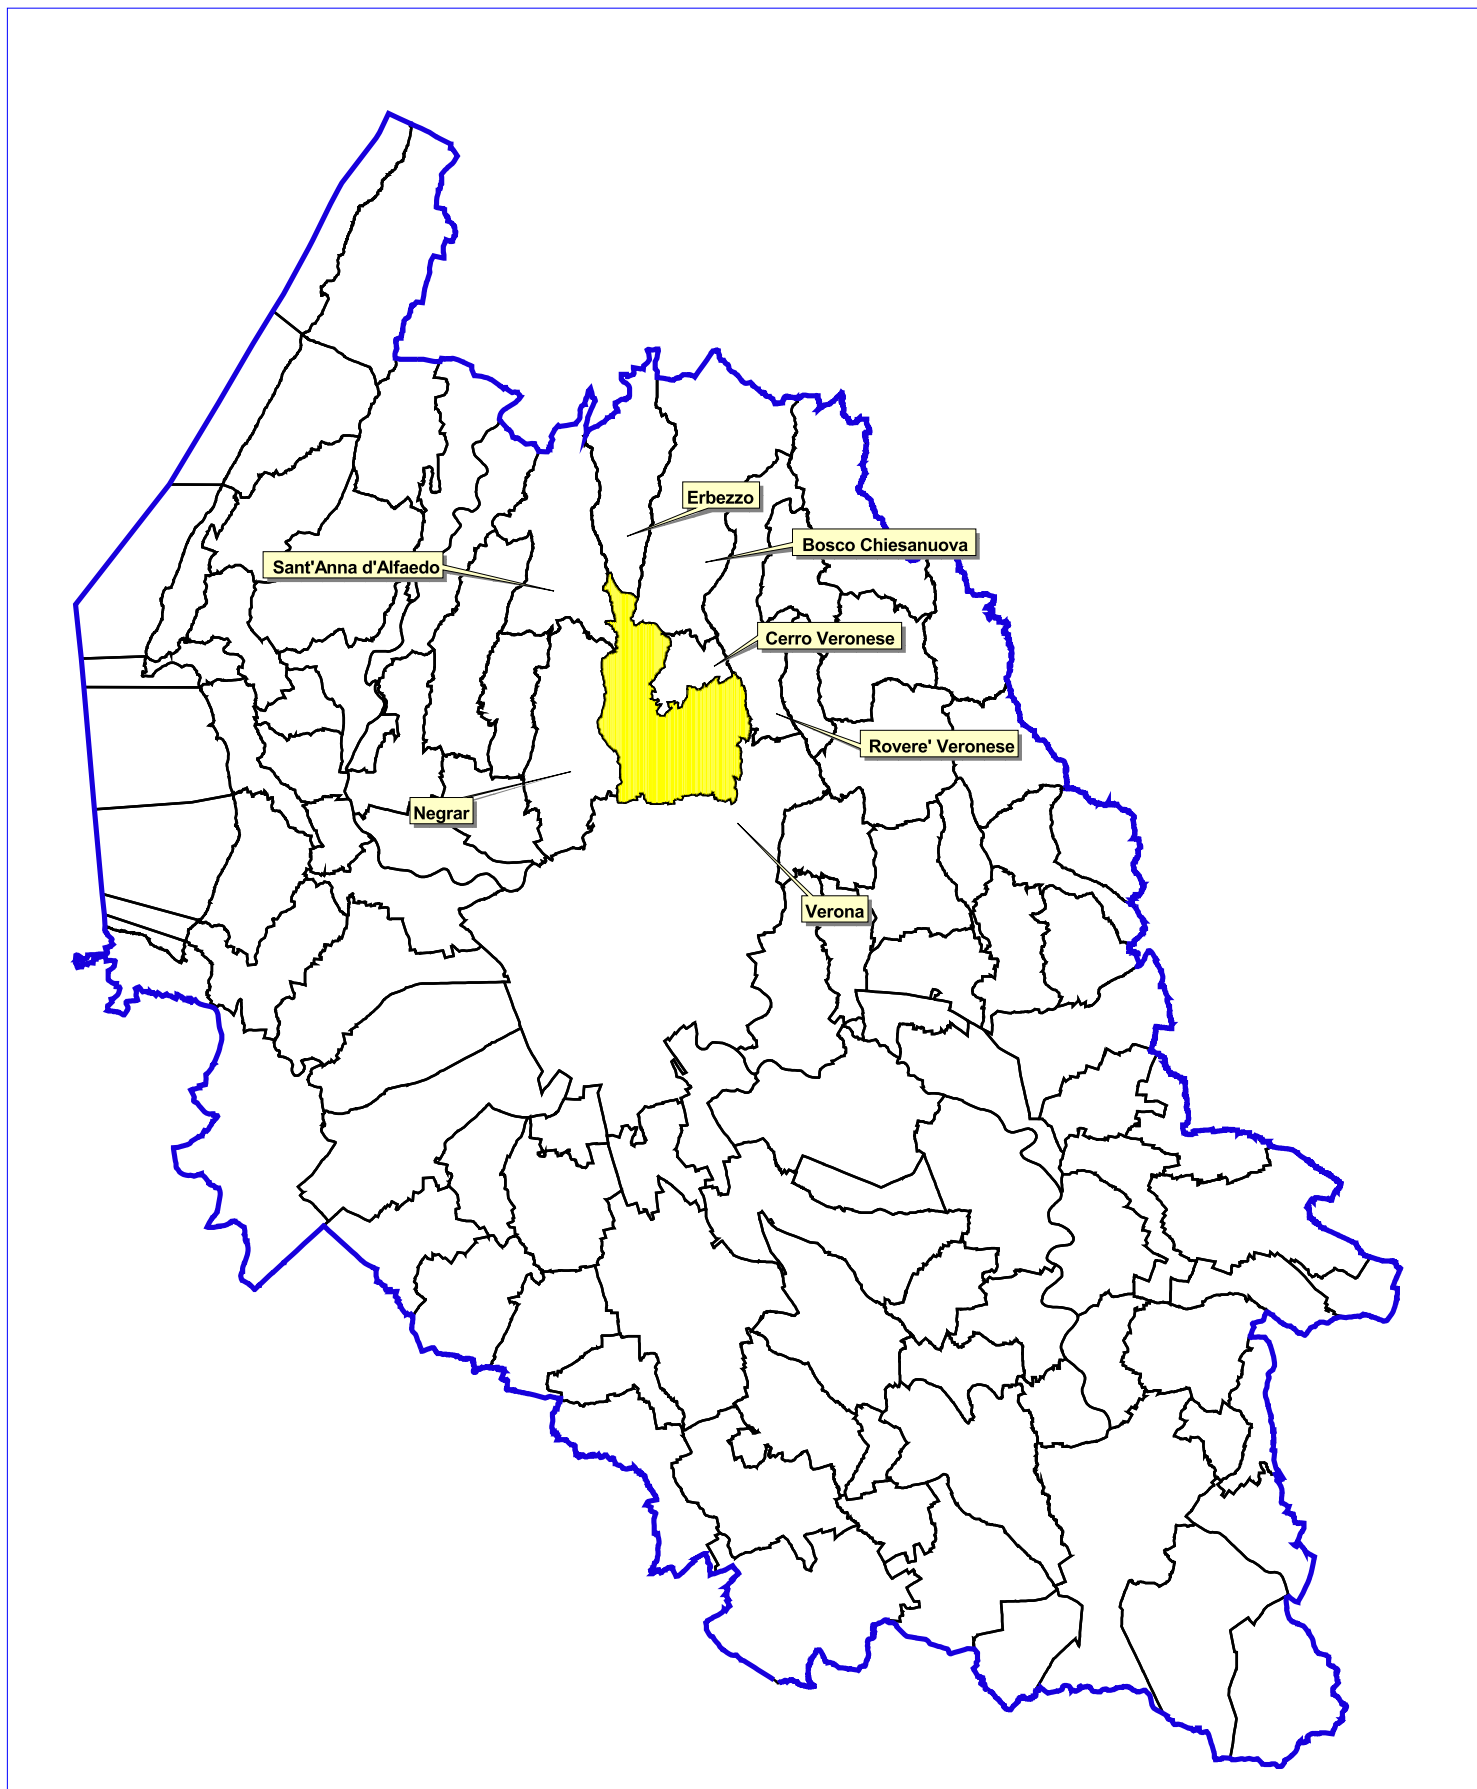 Erbezzo
Bosco Chiesanuova
Sant'Anna d'Alfaedo
Cerro Veronese
Rovere' Veronese
Negrar
Verona